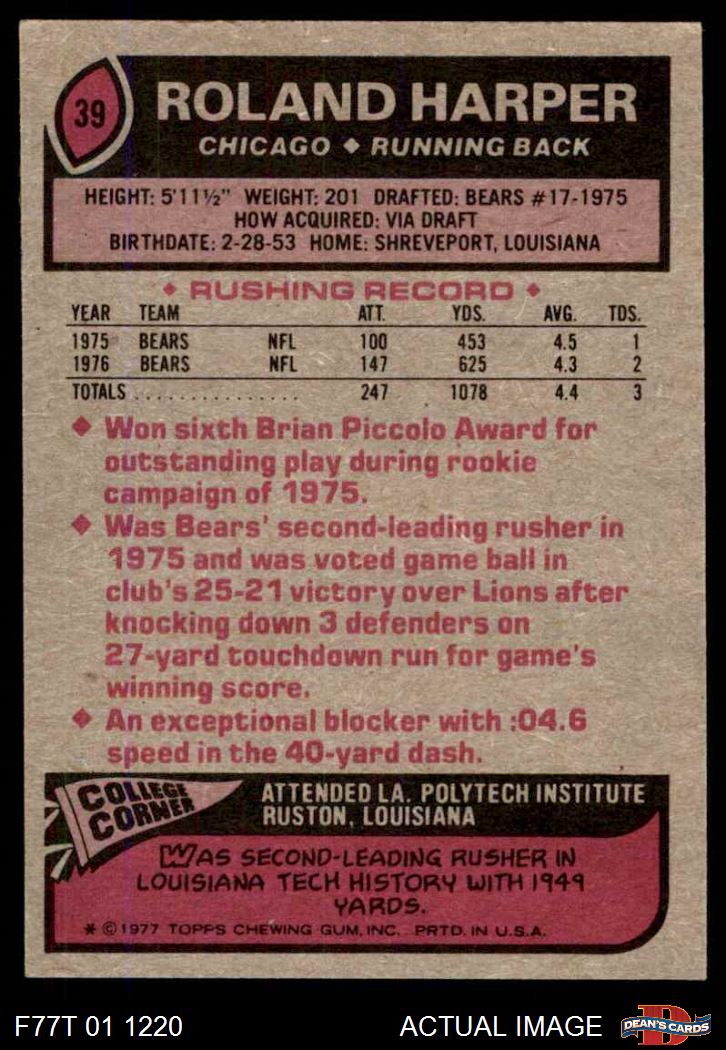 39
ROLAND HARPER
CHICAGO ◆ RUNNING BACK
HEIGHT: 5'11½" WEIGHT: 201 DRAFTED: BEARS #17-1975
HOW ACQUIRED: VIA DRAFT
BIRTHDATE: 2-28-53 HOME: SHREVEPORT, LOUISIANA
◆ RUSHING RECORD ◆
YEAR TEAM ATT. YDS. AVG. TDS.
1975 BEARS NFL 100 453 4.5 1
1976 BEARS NFL 147 625 4.3 2
TOTALS . . . . . . . . . . . . . . . 247 1078 4.4 3
◆ Won sixth Brian Piccolo Award for
outstanding play during rookie
campaign of 1975.
◆ Was Bears' second-leading rusher in
1975 and was voted game ball in
club's 25-21 victory over Lions after
knocking down 3 defenders on
27-yard touchdown run for game's
winning score.
◆ An exceptional blocker with :04.6
speed in the 40-yard dash.
COLLEGE
CORNER
ATTENDED LA. POLYTECH INSTITUTE
RUSTON, LOUISIANA
WAS SECOND-LEADING RUSHER IN
LOUISIANA TECH HISTORY WITH 1949
YARDS.
* © 1977 TOPPS CHEWING GUM, INC. PRTD. IN U.S.A.
F77T 01 1220
ACTUAL IMAGE
D
DEAN'S CARDS